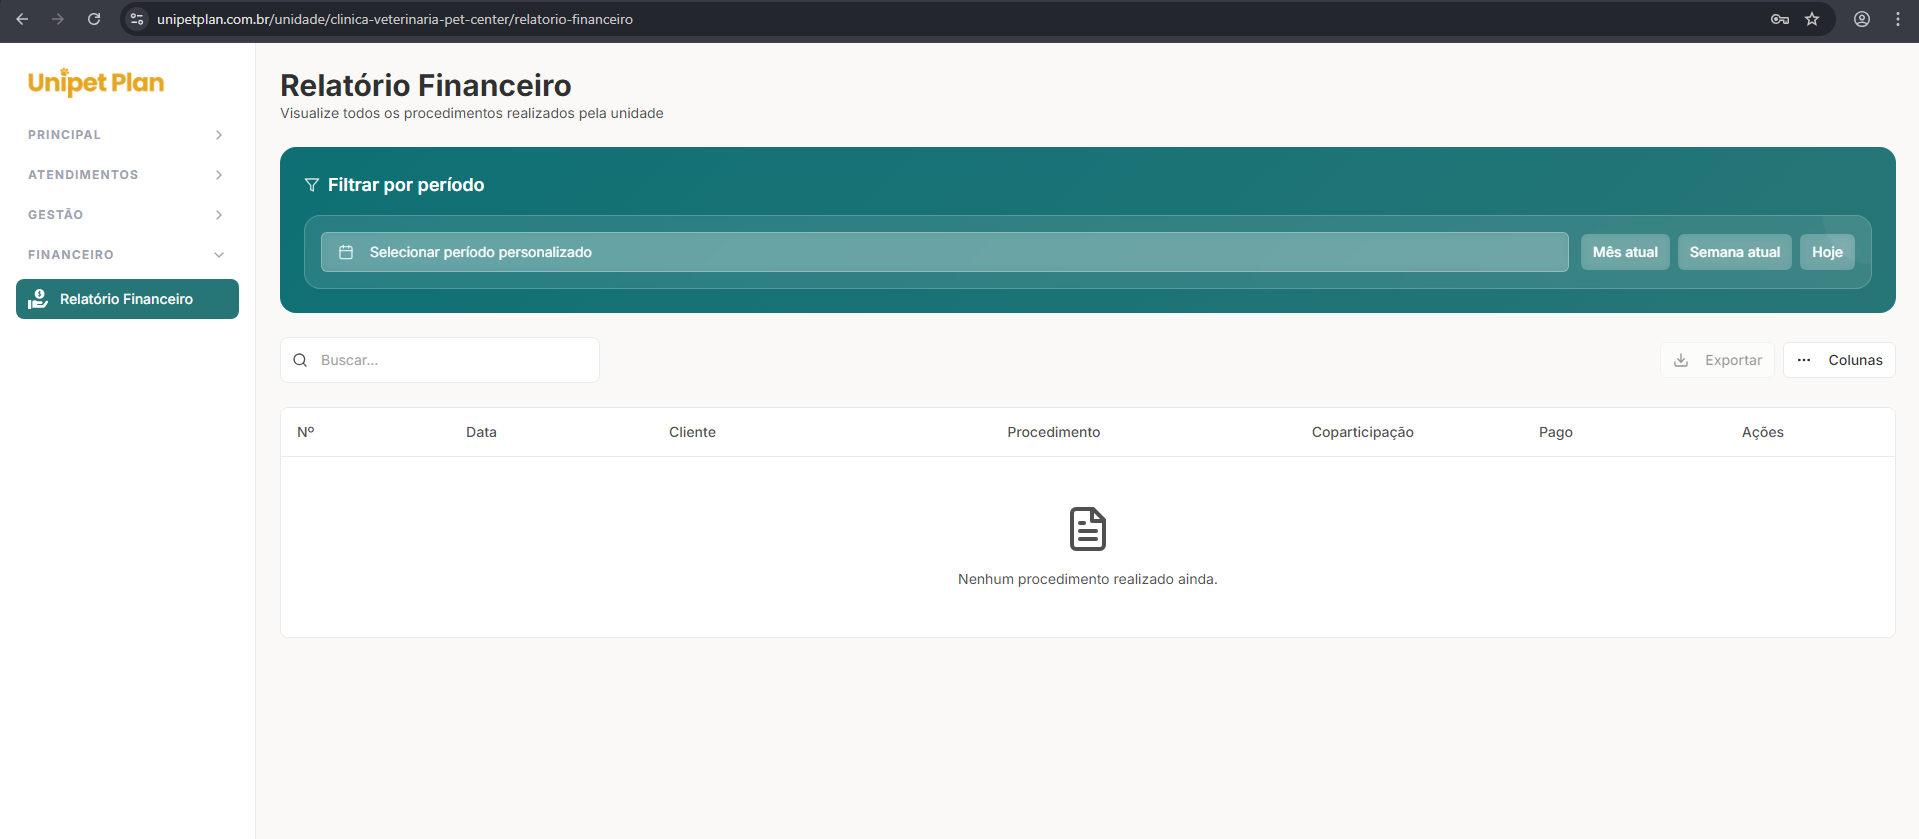 unipetplan.com.br/unidade/clinica-veterinaria-pet-center/relatorio-financeiro
Unipet Plan
PRINCIPAL
ATENDIMENTOS
GESTÃO
FINANCEIRO
Relatório Financeiro
Relatório Financeiro
Visualize todos os procedimentos realizados pela unidade
Filtrar por período
Selecionar período personalizado
Mês atual
Semana atual
Hoje
Buscar...
Exportar
Colunas
Nº Data Cliente Procedimento Coparticipação Pago Ações
Nenhum procedimento realizado ainda.